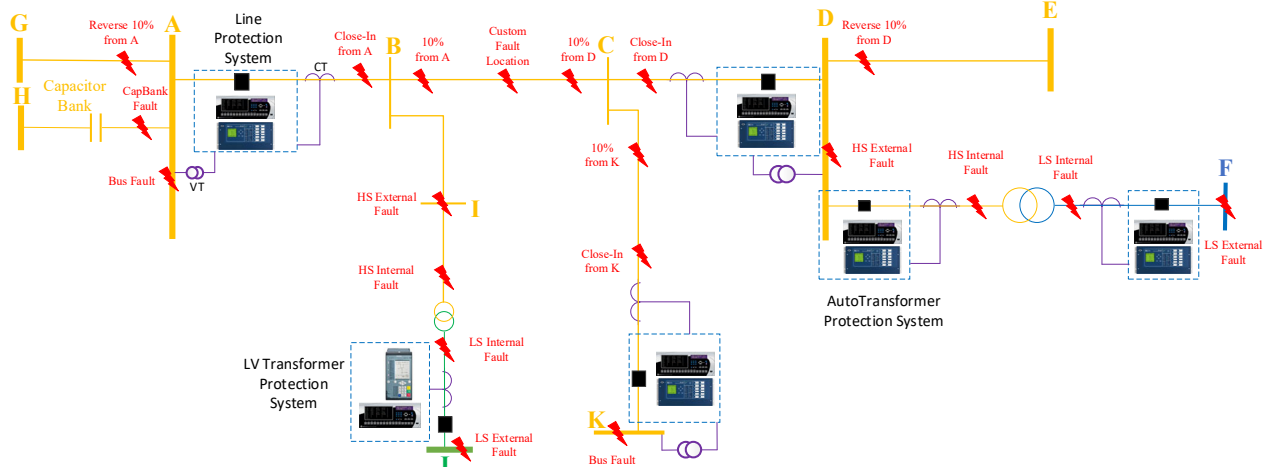 G
Reverse 10%
from A
A
Line
Protection
System
CT
Close-In
from A
B
10%
from A
Custom
Fault
Location
10%
from D
C
Close-In
from D
D
Reverse 10%
from D
E
H
Capacitor
Bank
CapBank
Fault
Bus Fault
VT
HS External
Fault
I
10%
from K
HS External
Fault
HS Internal
Fault
LS Internal
Fault
F
LS External
Fault
HS Internal
Fault
Close-In
from K
AutoTransformer
Protection System
LV Transformer
Protection
System
LS Internal
Fault
LS External
Fault
K
Bus Fault